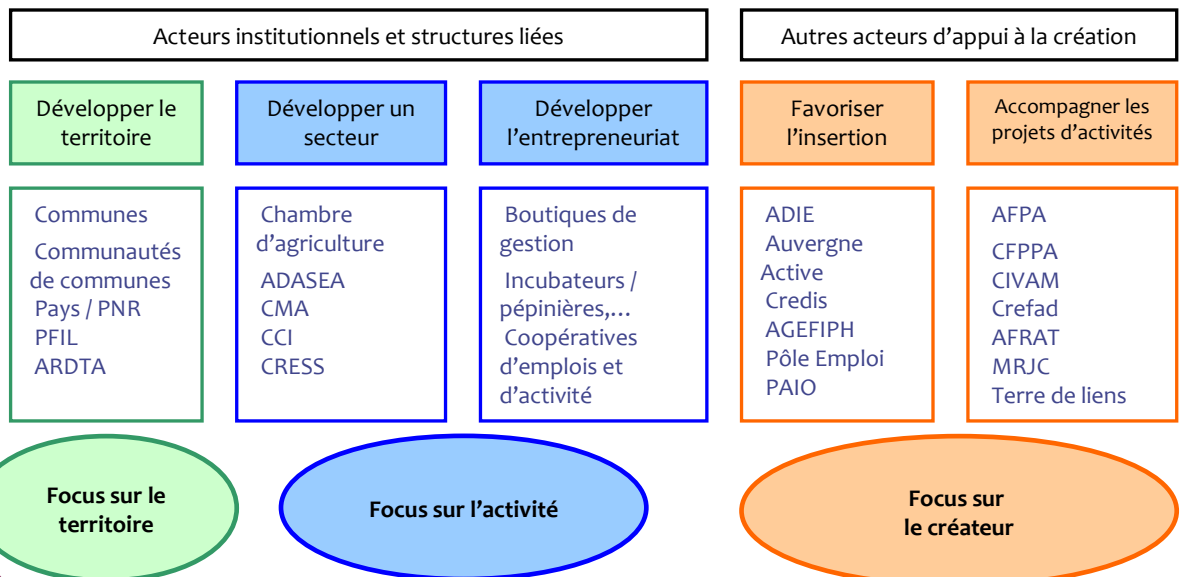 Acteurs institutionnels et structures liées
Autres acteurs d'appui à la création
Développer le
territoire
Développer un
secteur
Développer
l'entrepreneuriat
Favoriser
l'insertion
Accompagner les
projets d'activités
Communes
Communautés
de communes
Pays / PNR
PFIL
ARDTA
Chambre
d'agriculture
ADASEA
CMA
CCI
CRESS
Boutiques de
gestion
Incubateurs /
pépinières,...
Coopératives
d'emplois et
d'activité
ADIE
Auvergne
Active
Credis
AGEFIPH
Pôle Emploi
PAIO
AFPA
CFPPA
CIVAM
Crefad
AFRAT
MRJC
Terre de liens
Focus sur le
territoire
Focus sur l'activité
Focus sur
le créateur